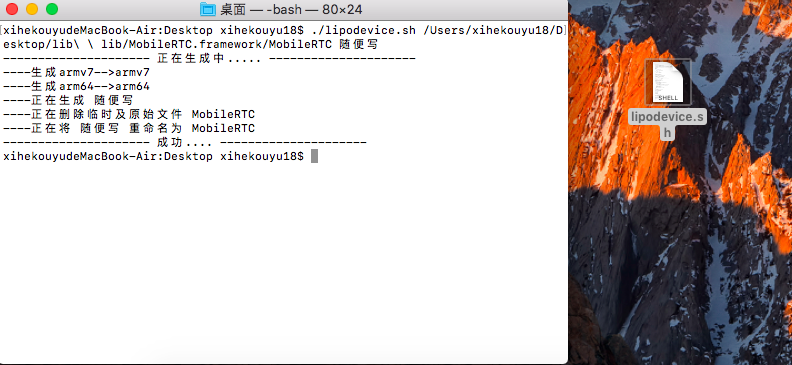 桌面 — -bash — 80×24
[xihekouyudeMacBook-Air:Desktop xihekouyu18$ ./lipodevice.sh /Users/xihekouyu18/D]
esktop/lib\ \ lib/MobileRTC.framework/MobileRTC 随便写
--------------------- 正在生成中..... ---------------------
----生成armv7-->armv7
----生成arm64-->arm64
----正在生成 随便写
----正在删除临时及原始文件 MobileRTC
----正在将 随便写 重命名为 MobileRTC
--------------------- 成功.... ---------------------
xihekouyudeMacBook-Air:Desktop xihekouyu18$
SHELL
lipodevice.s
h